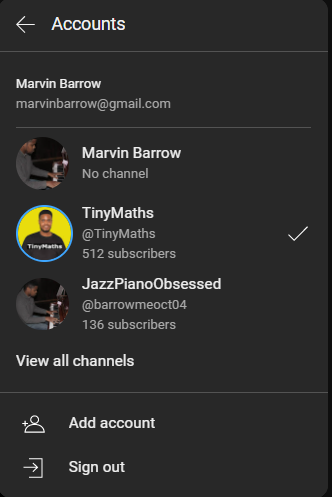 Accounts
Marvin Barrow
marvinbarrow@gmail.com
Marvin Barrow
No channel
TinyMaths
TinyMaths
@TinyMaths
512 subscribers
JazzPianoObsessed
@barrowmeoct04
136 subscribers
View all channels
Add account
Sign out